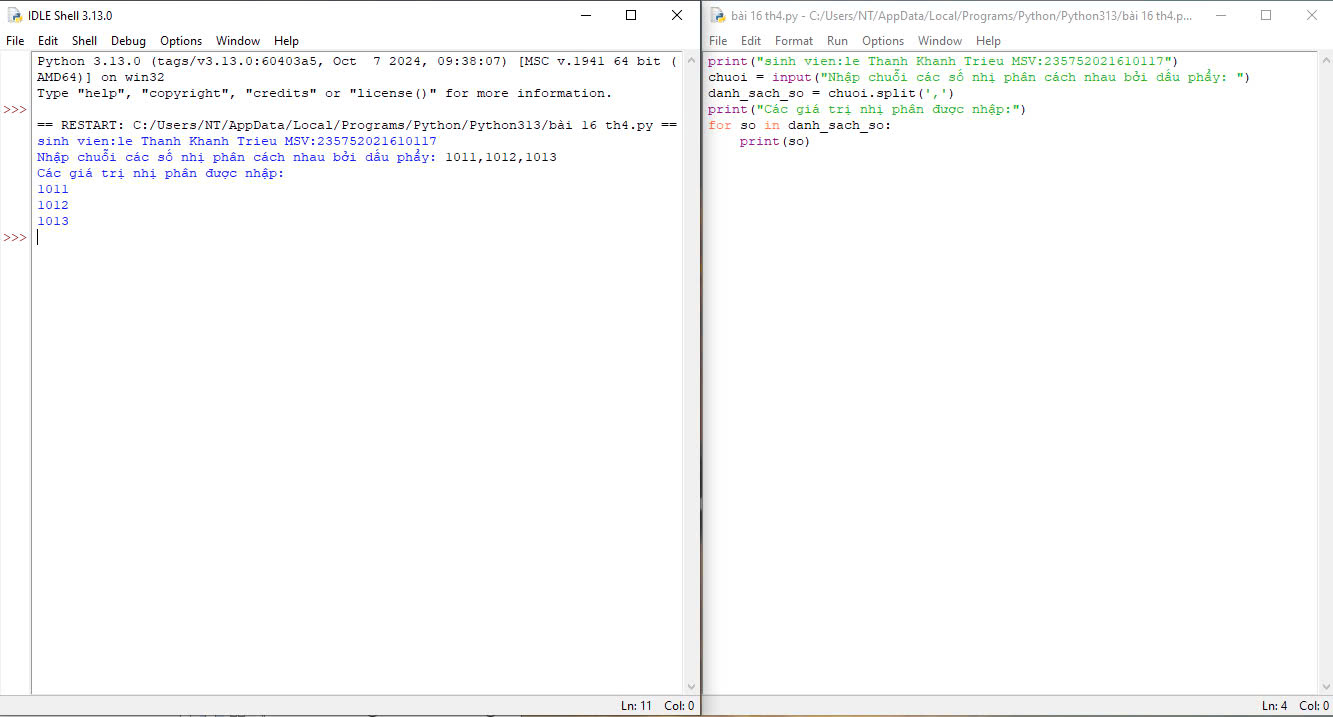 IDLE Shell 3.13.0
File Edit Shell Debug Options Window Help
Python 3.13.0 (tags/v3.13.0:60403a5, Oct  7 2024, 09:38:07) [MSC v.1941 64 bit (
AMD64)] on win32
Type "help", "copyright", "credits" or "license()" for more information.
>>>
== RESTART: C:/Users/NT/AppData/Local/Programs/Python/Python313/bài 16 th4.py ==
sinh vien:le Thanh Khanh Trieu MSV:235752021610117
Nhập chuỗi các số nhị phân cách nhau bởi dấu phẩy: 1011,1012,1013
Các giá trị nhị phân được nhập:
1011
1012
1013
>>>
Ln: 11 Col: 0
bài 16 th4.py - C:/Users/NT/AppData/Local/Programs/Python/Python313/bài 16 th4.p...
File Edit Format Run Options Window Help
print("sinh vien:le Thanh Khanh Trieu MSV:235752021610117")
chuoi = input("Nhập chuỗi các số nhị phân cách nhau bởi dấu phẩy: ")
danh_sach_so = chuoi.split(',')
print("Các giá trị nhị phân được nhập:")
for so in danh_sach_so:
    print(so)
Ln: 4 Col: 0